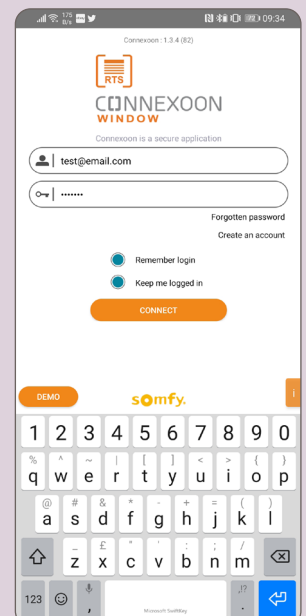 175
B/s
09:34
Connexoon : 1.3.4 (82)
RTS
CONNEXOON
WINDOW
Connexoon is a secure application
test@email.com
•••••••
Forgotten password
Create an account
Remember login
Keep me logged in
CONNECT
DEMO
somfy.
1 2 3 4 5 6 7 8 9 0
% ^ ~ | [ ] < > { }
q w e r t y u i o p
@ # & * - + = ( )
a s d f g h j k l
_ £ " ' : ; /
z x c v b n m
,!?
123 , .
Microsoft SwiftKey